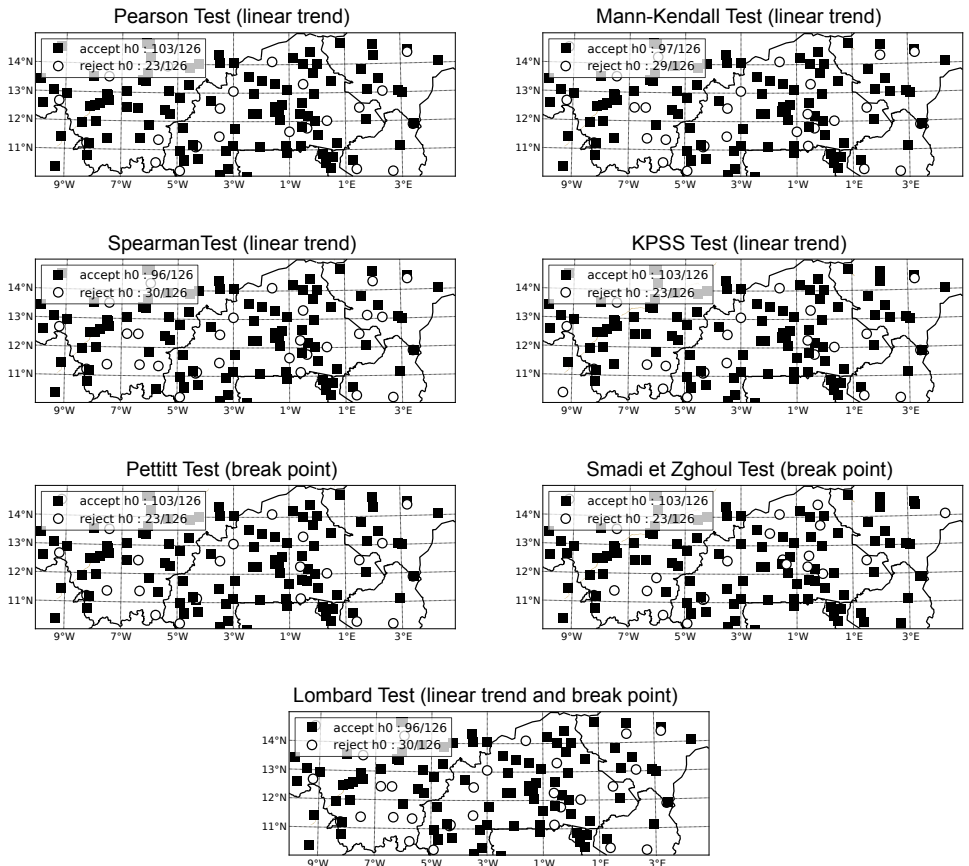 Pearson Test (linear trend)
accept h0 : 103/126
reject h0 : 23/126
14°N
13°N
12°N
11°N
9°W 7°W 5°W 3°W 1°W 1°E 3°E
Mann-Kendall Test (linear trend)
accept h0 : 97/126
reject h0 : 29/126
14°N
13°N
12°N
11°N
9°W 7°W 5°W 3°W 1°W 1°E 3°E
SpearmanTest (linear trend)
accept h0 : 96/126
reject h0 : 30/126
14°N
13°N
12°N
11°N
9°W 7°W 5°W 3°W 1°W 1°E 3°E
KPSS Test (linear trend)
accept h0 : 103/126
reject h0 : 23/126
14°N
13°N
12°N
11°N
9°W 7°W 5°W 3°W 1°W 1°E 3°E
Pettitt Test (break point)
accept h0 : 103/126
reject h0 : 23/126
14°N
13°N
12°N
11°N
9°W 7°W 5°W 3°W 1°W 1°E 3°E
Smadi et Zghoul Test (break point)
accept h0 : 103/126
reject h0 : 23/126
14°N
13°N
12°N
11°N
9°W 7°W 5°W 3°W 1°W 1°E 3°E
Lombard Test (linear trend and break point)
accept h0 : 96/126
reject h0 : 30/126
14°N
13°N
12°N
11°N
9°W 7°W 5°W 3°W 1°W 1°E 3°E